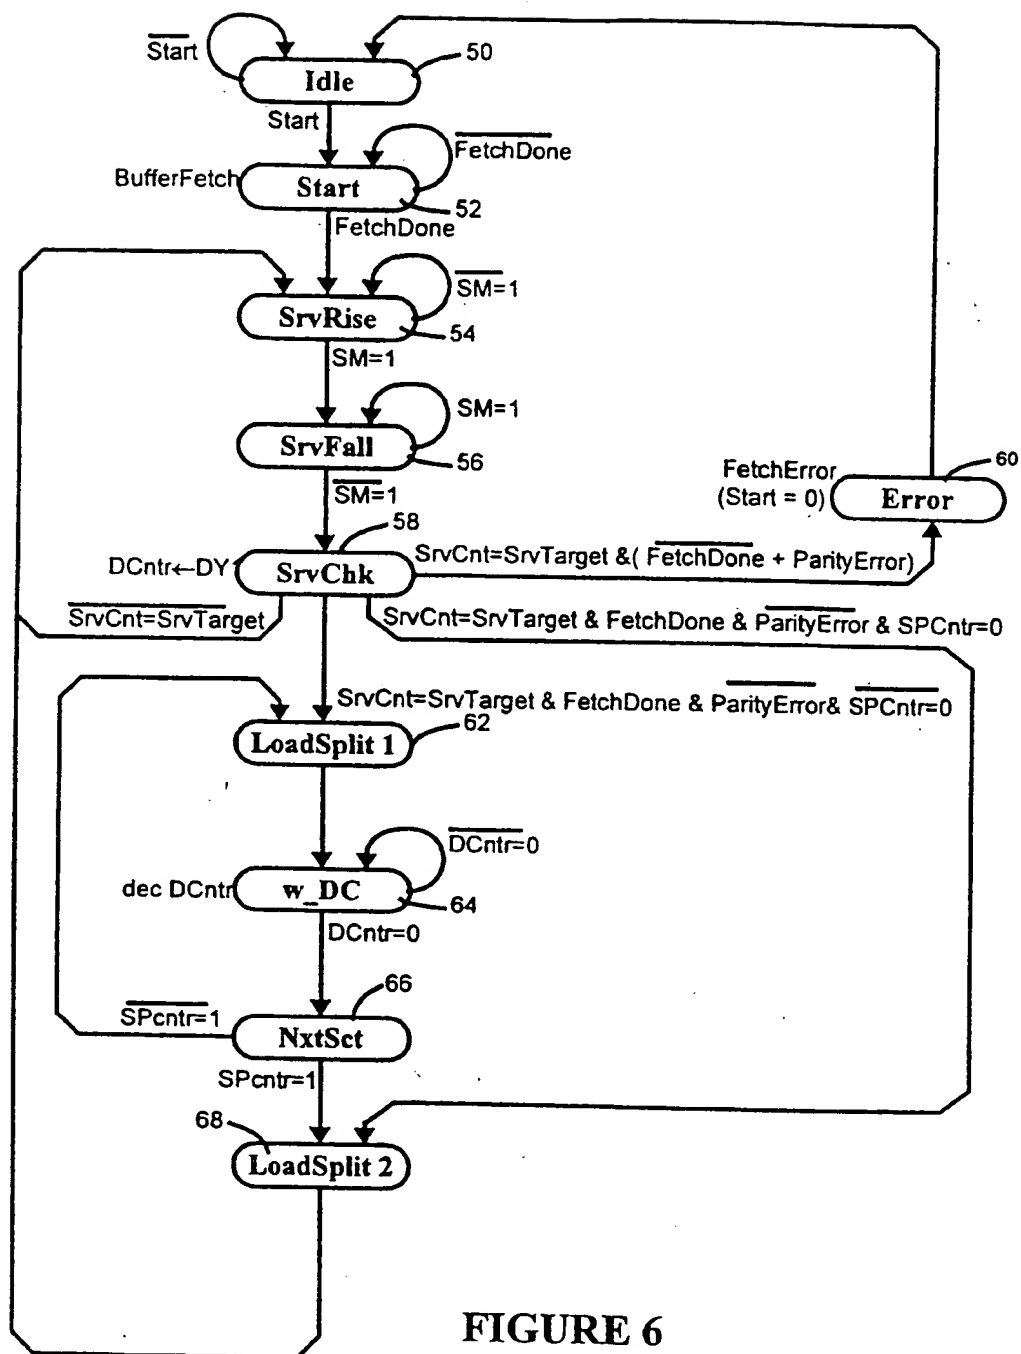 Start
50
Idle
Start
FetchDone
BufferFetch
Start
52
FetchDone
SM=1
SrvRise
54
SM=1
SM=1
SrvFall
56
SM=1
FetchError
(Start = 0)
60
Error
58
DCntr←DY
SrvChk
SrvCnt=SrvTarget &( FetchDone + ParityError)
SrvCnt=SrvTarget
SrvCnt=SrvTarget & FetchDone & ParityError & SPCntr=0
SrvCnt=SrvTarget & FetchDone & ParityError& SPCntr=0
62
LoadSplit 1
DCntr=0
dec DCntr
w_DC
64
DCntr=0
66
SPcntr=1
NxtSct
SPcntr=1
68
LoadSplit 2
FIGURE 6